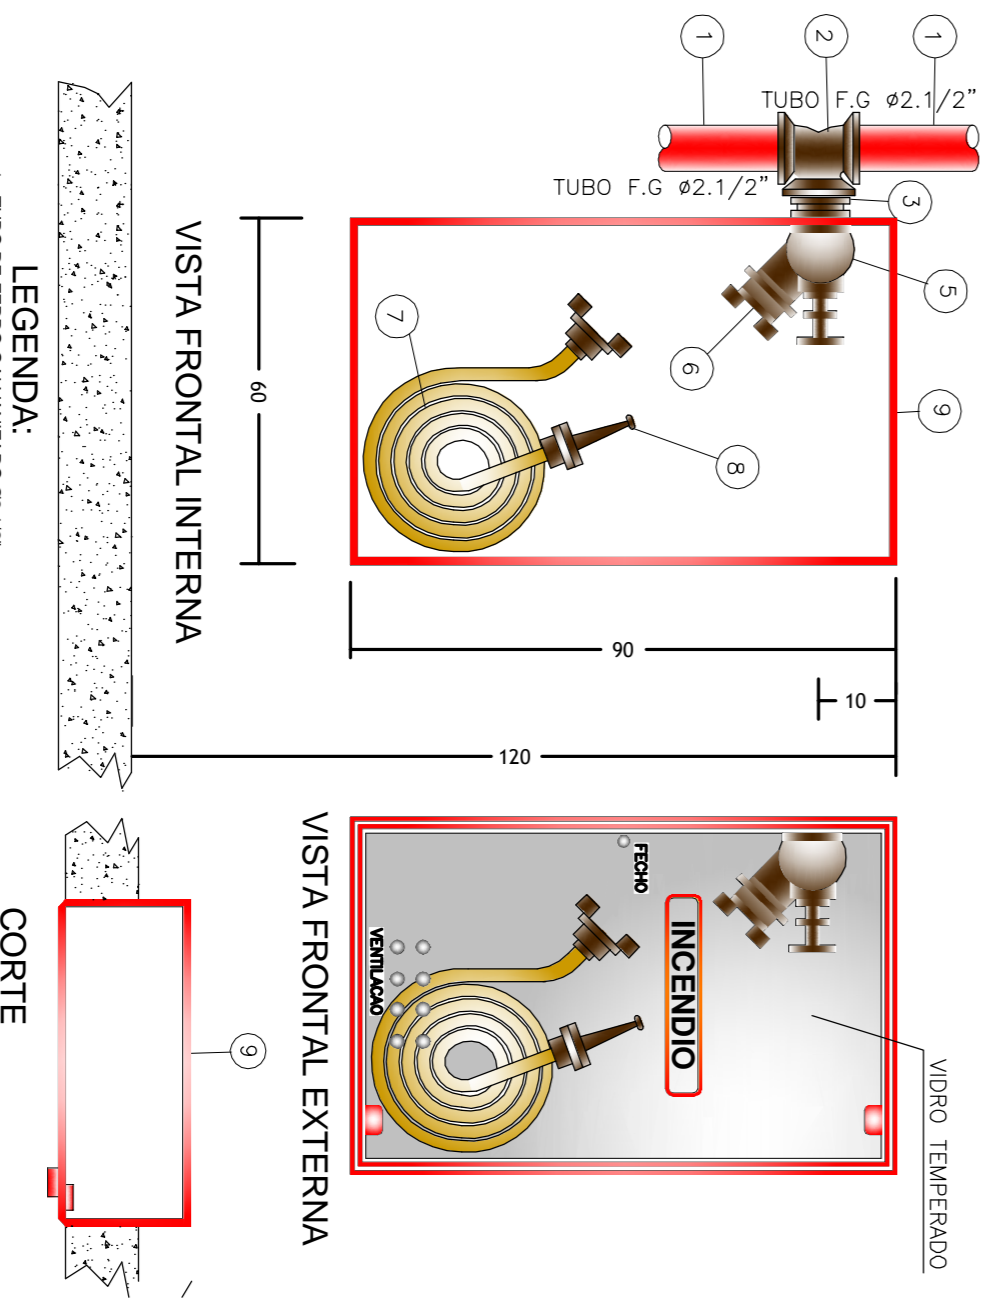 1
2
1
TUBO F.G ø2.1/2"
TUBO F.G ø2.1/2"
3
5
6
7
8
9
60
90
10
120
VISTA FRONTAL INTERNA
LEGENDA:
FECHO
INCENDIO
VENTILACAO
VIDRO TEMPERADO
VISTA FRONTAL EXTERNA
9
CORTE